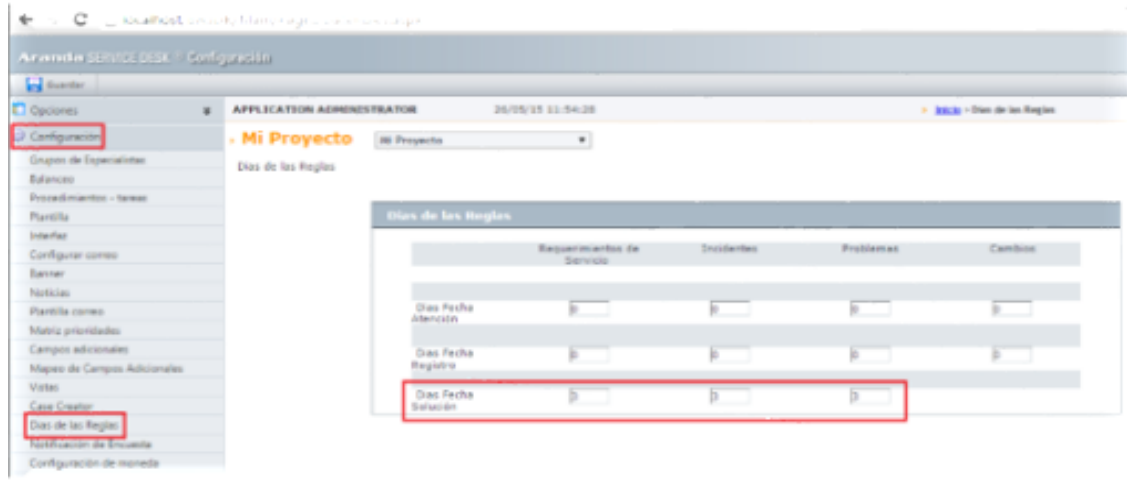 localhost
Aranda SERVICE DESK Configuración
Guardar
Opciones
APPLICATION ADMINISTRATOR 26/05/15 11:54:28 Inicio > Dias de las Reglas
Configuración
Mi Proyecto Mi Proyecto
Grupos de Especialistas
Dias de las Reglas
Balanceo
Procedimientos - tareas
Plantilla
Interfaz
Configurar correo
Banner
Noticias
Plantilla correo
Matriz prioridades
Campos adicionales
Mapeo de Campos Adicionales
Vistas
Case Creator
Dias de las Reglas
Notificación de Encuesta
Configuración de moneda
Dias de las Reglas
Requerimientos de Servicio Incidentes Problemas Cambios
Dias Fecha Atención 0 0 0 0
Dias Fecha Registro 0 0 0 0
Dias Fecha Solución 3 3 3